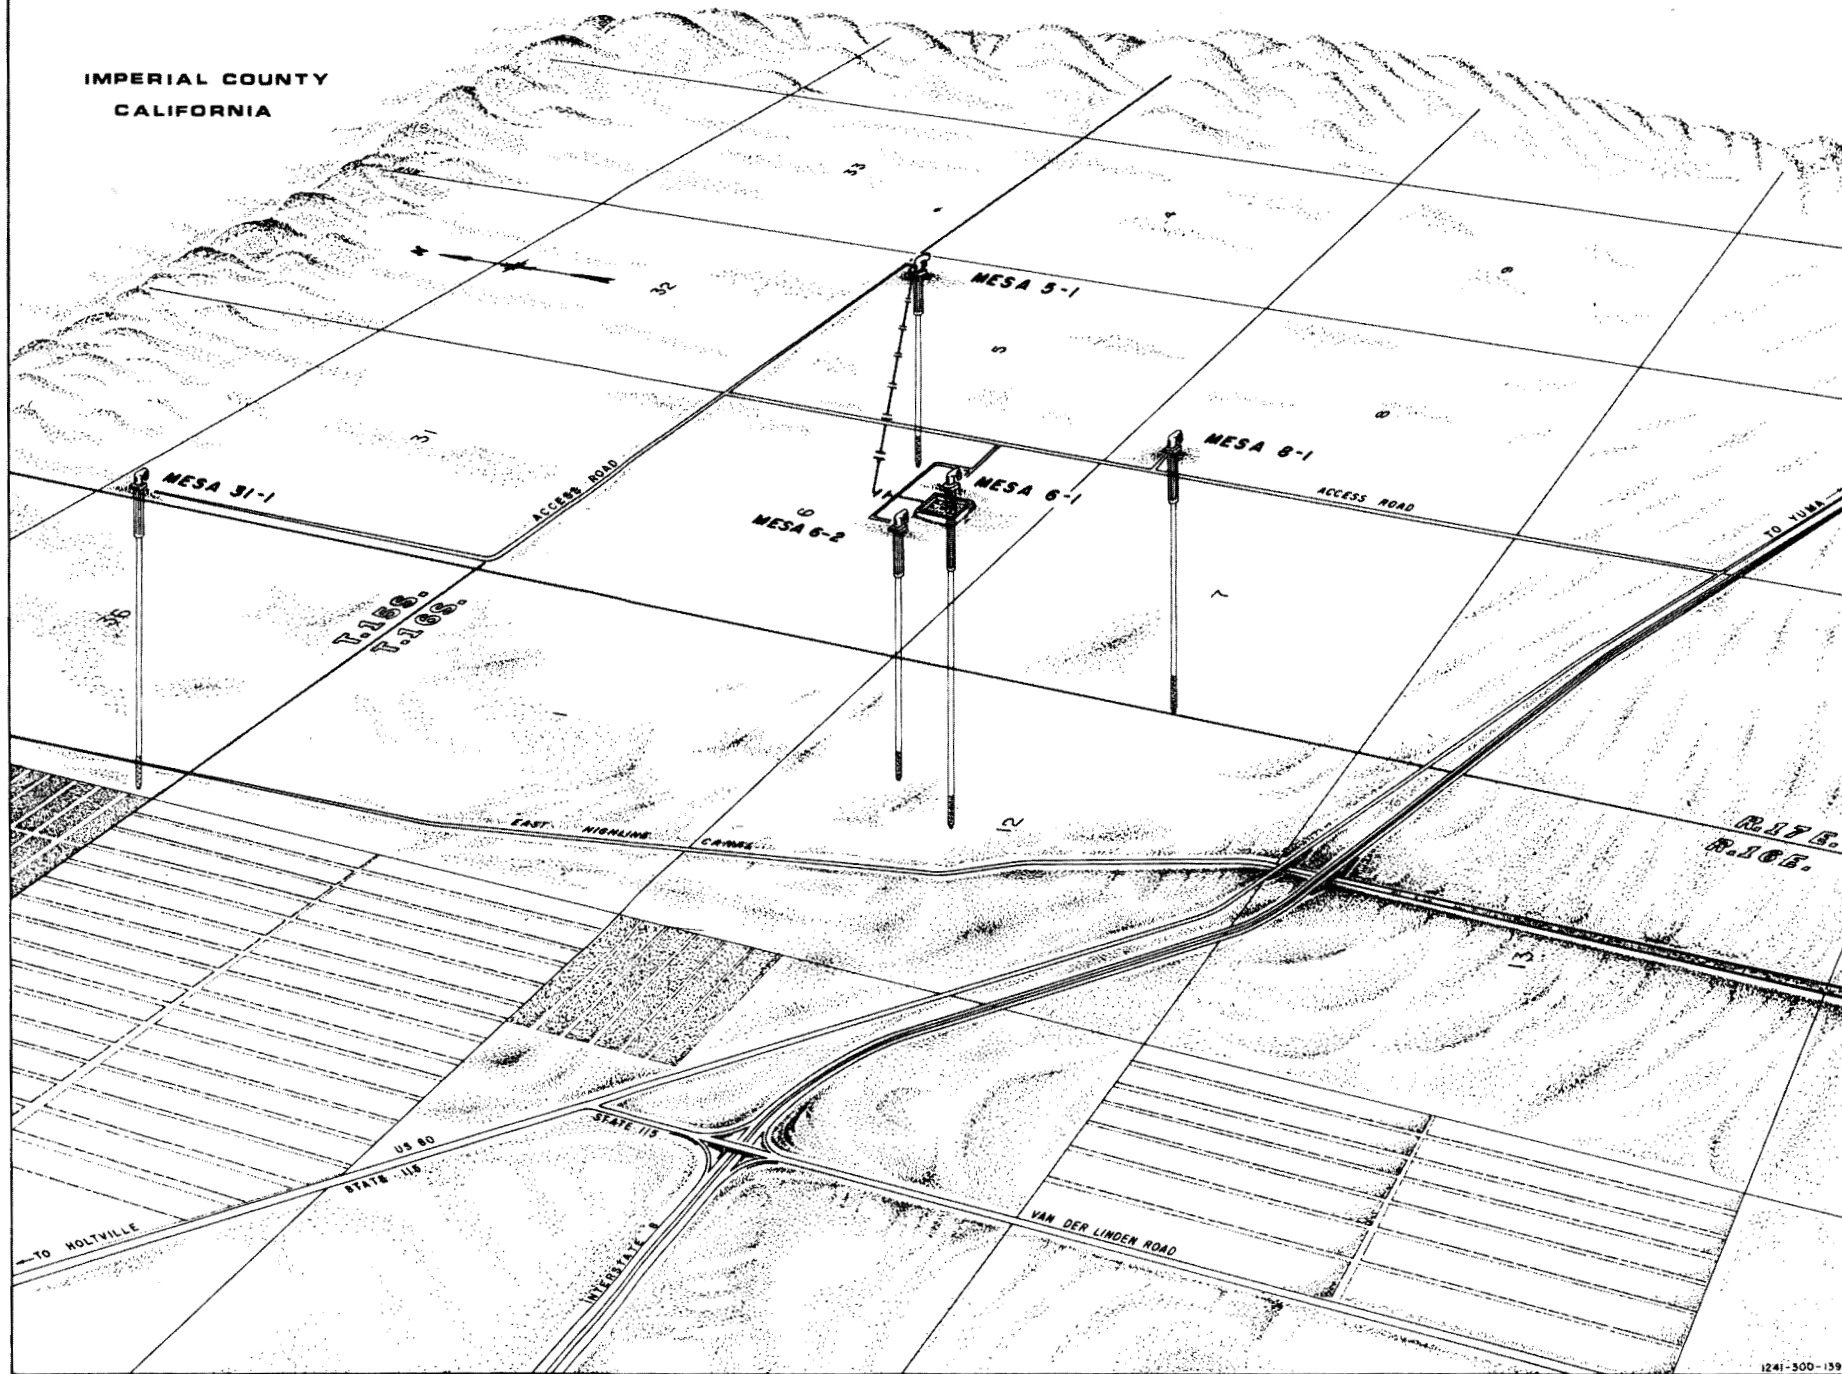 IMPERIAL COUNTY
CALIFORNIA
33
4
N
32
9
MESA 5-1
5
8
31
MESA 8-1
MESA 31-1
ACCESS ROAD
MESA 6-1
ACCESS ROAD
6
MESA 6-2
TO YUMA
36
T.15S.
T.16S.
7
1
EAST HIGHLINE CANAL
12
R.17E.
R.16E.
13
US 80
STATE 115
STATE 115
TO HOLTVILLE
INTERSTATE 8
VAN DER LINDEN ROAD
1241-300-139